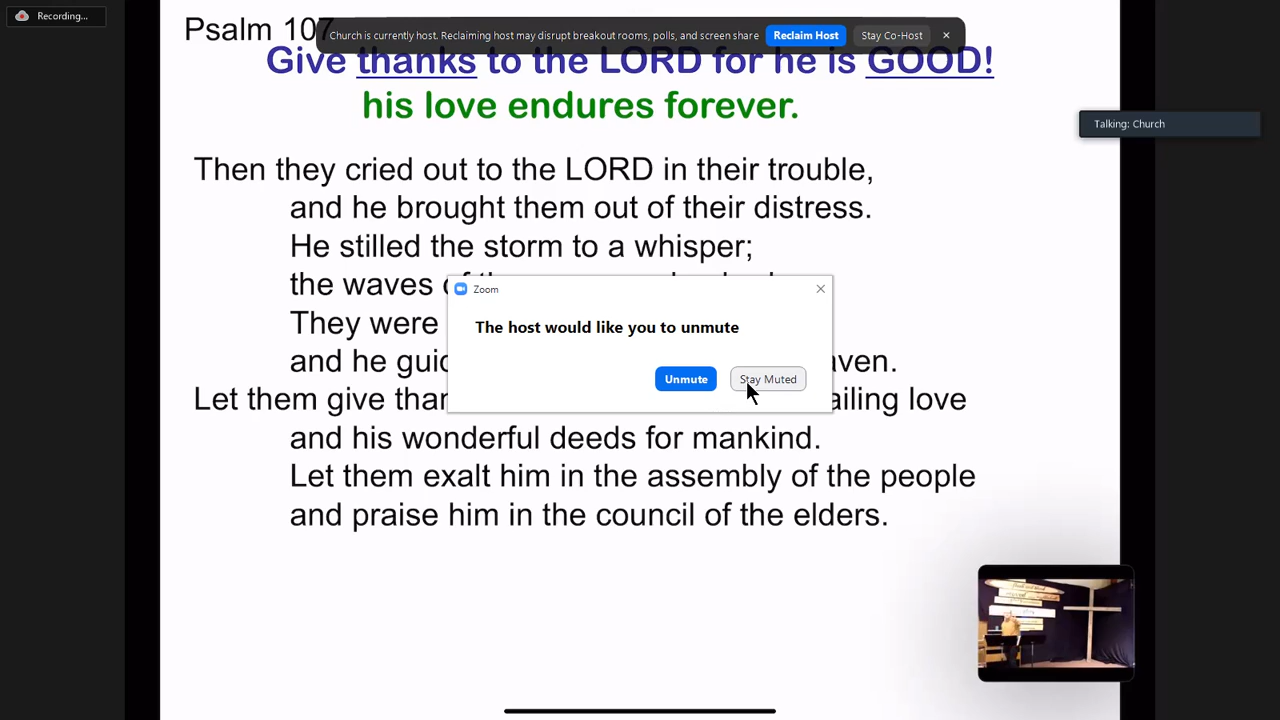 Recording...
Psalm 107
Church is currently host. Reclaiming host may disrupt breakout rooms, polls, and screen share Reclaim Host Stay Co-Host
Give thanks to the LORD for he is GOOD!
his love endures forever.
Talking: Church
Then they cried out to the LORD in their trouble,
and he brought them out of their distress.
He stilled the storm to a whisper;
the waves
They were
and he
Let them give
love
and his wonderful deeds for mankind.
Let them exalt him in the assembly of the people
and praise him in the council of the elders.
Zoom
The host would like you to unmute
Unmute Stay Muted